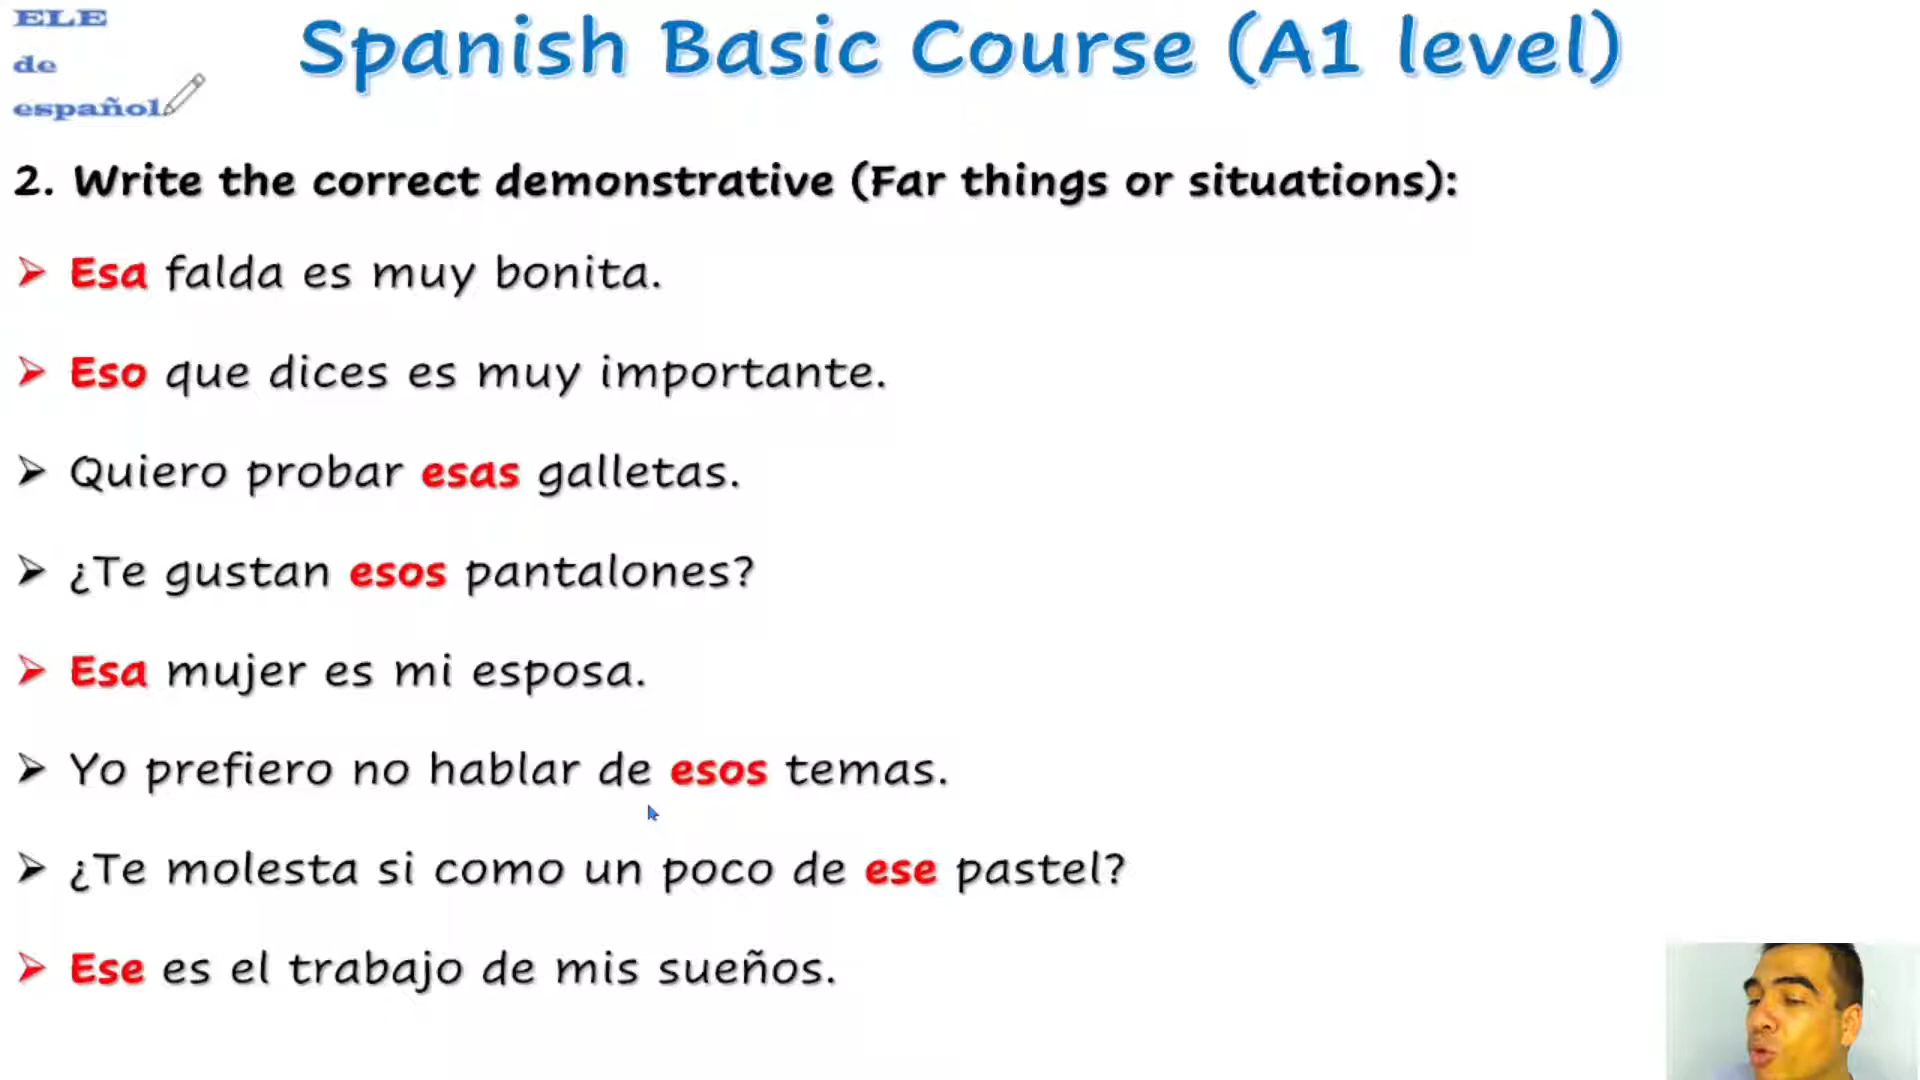 ELE
de
español
Spanish Basic Course (A1 level)
2. Write the correct demonstrative (Far things or situations):
Esa falda es muy bonita.
Eso que dices es muy importante.
Quiero probar esas galletas.
¿Te gustan esos pantalones?
Esa mujer es mi esposa.
Yo prefiero no hablar de esos temas.
¿Te molesta si como un poco de ese pastel?
Ese es el trabajo de mis sueños.